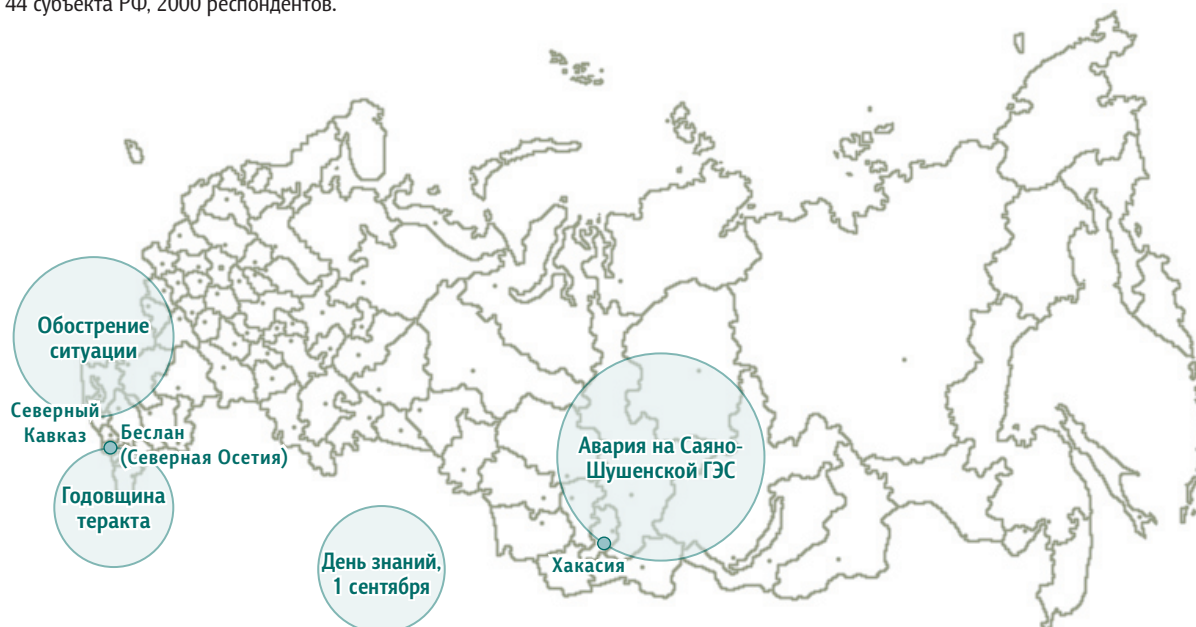 44 субъекта РФ, 2000 респондентов.
Обострение
ситуации
Северный
Кавказ
Беслан
(Северная Осетия)
Годовщина
теракта
День знаний,
1 сентября
Авария на Саяно-
Шушенской ГЭС
Хакасия